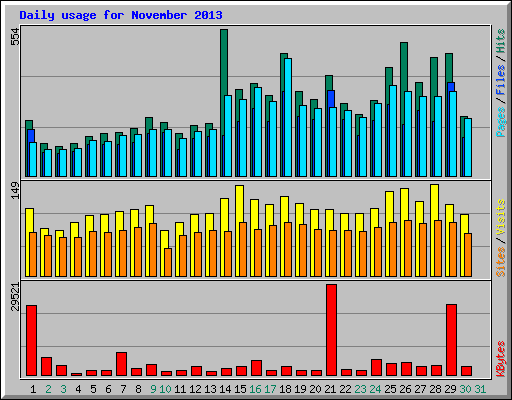 Daily usage for November 2013
554
Pages / Files / Hits
149
Sites / Visits
29521
KBytes
1 2 3 4 5 6 7 8 9 10 11 12 13 14 15 16 17 18 19 20 21 22 23 24 25 26 27 28 29 30 31